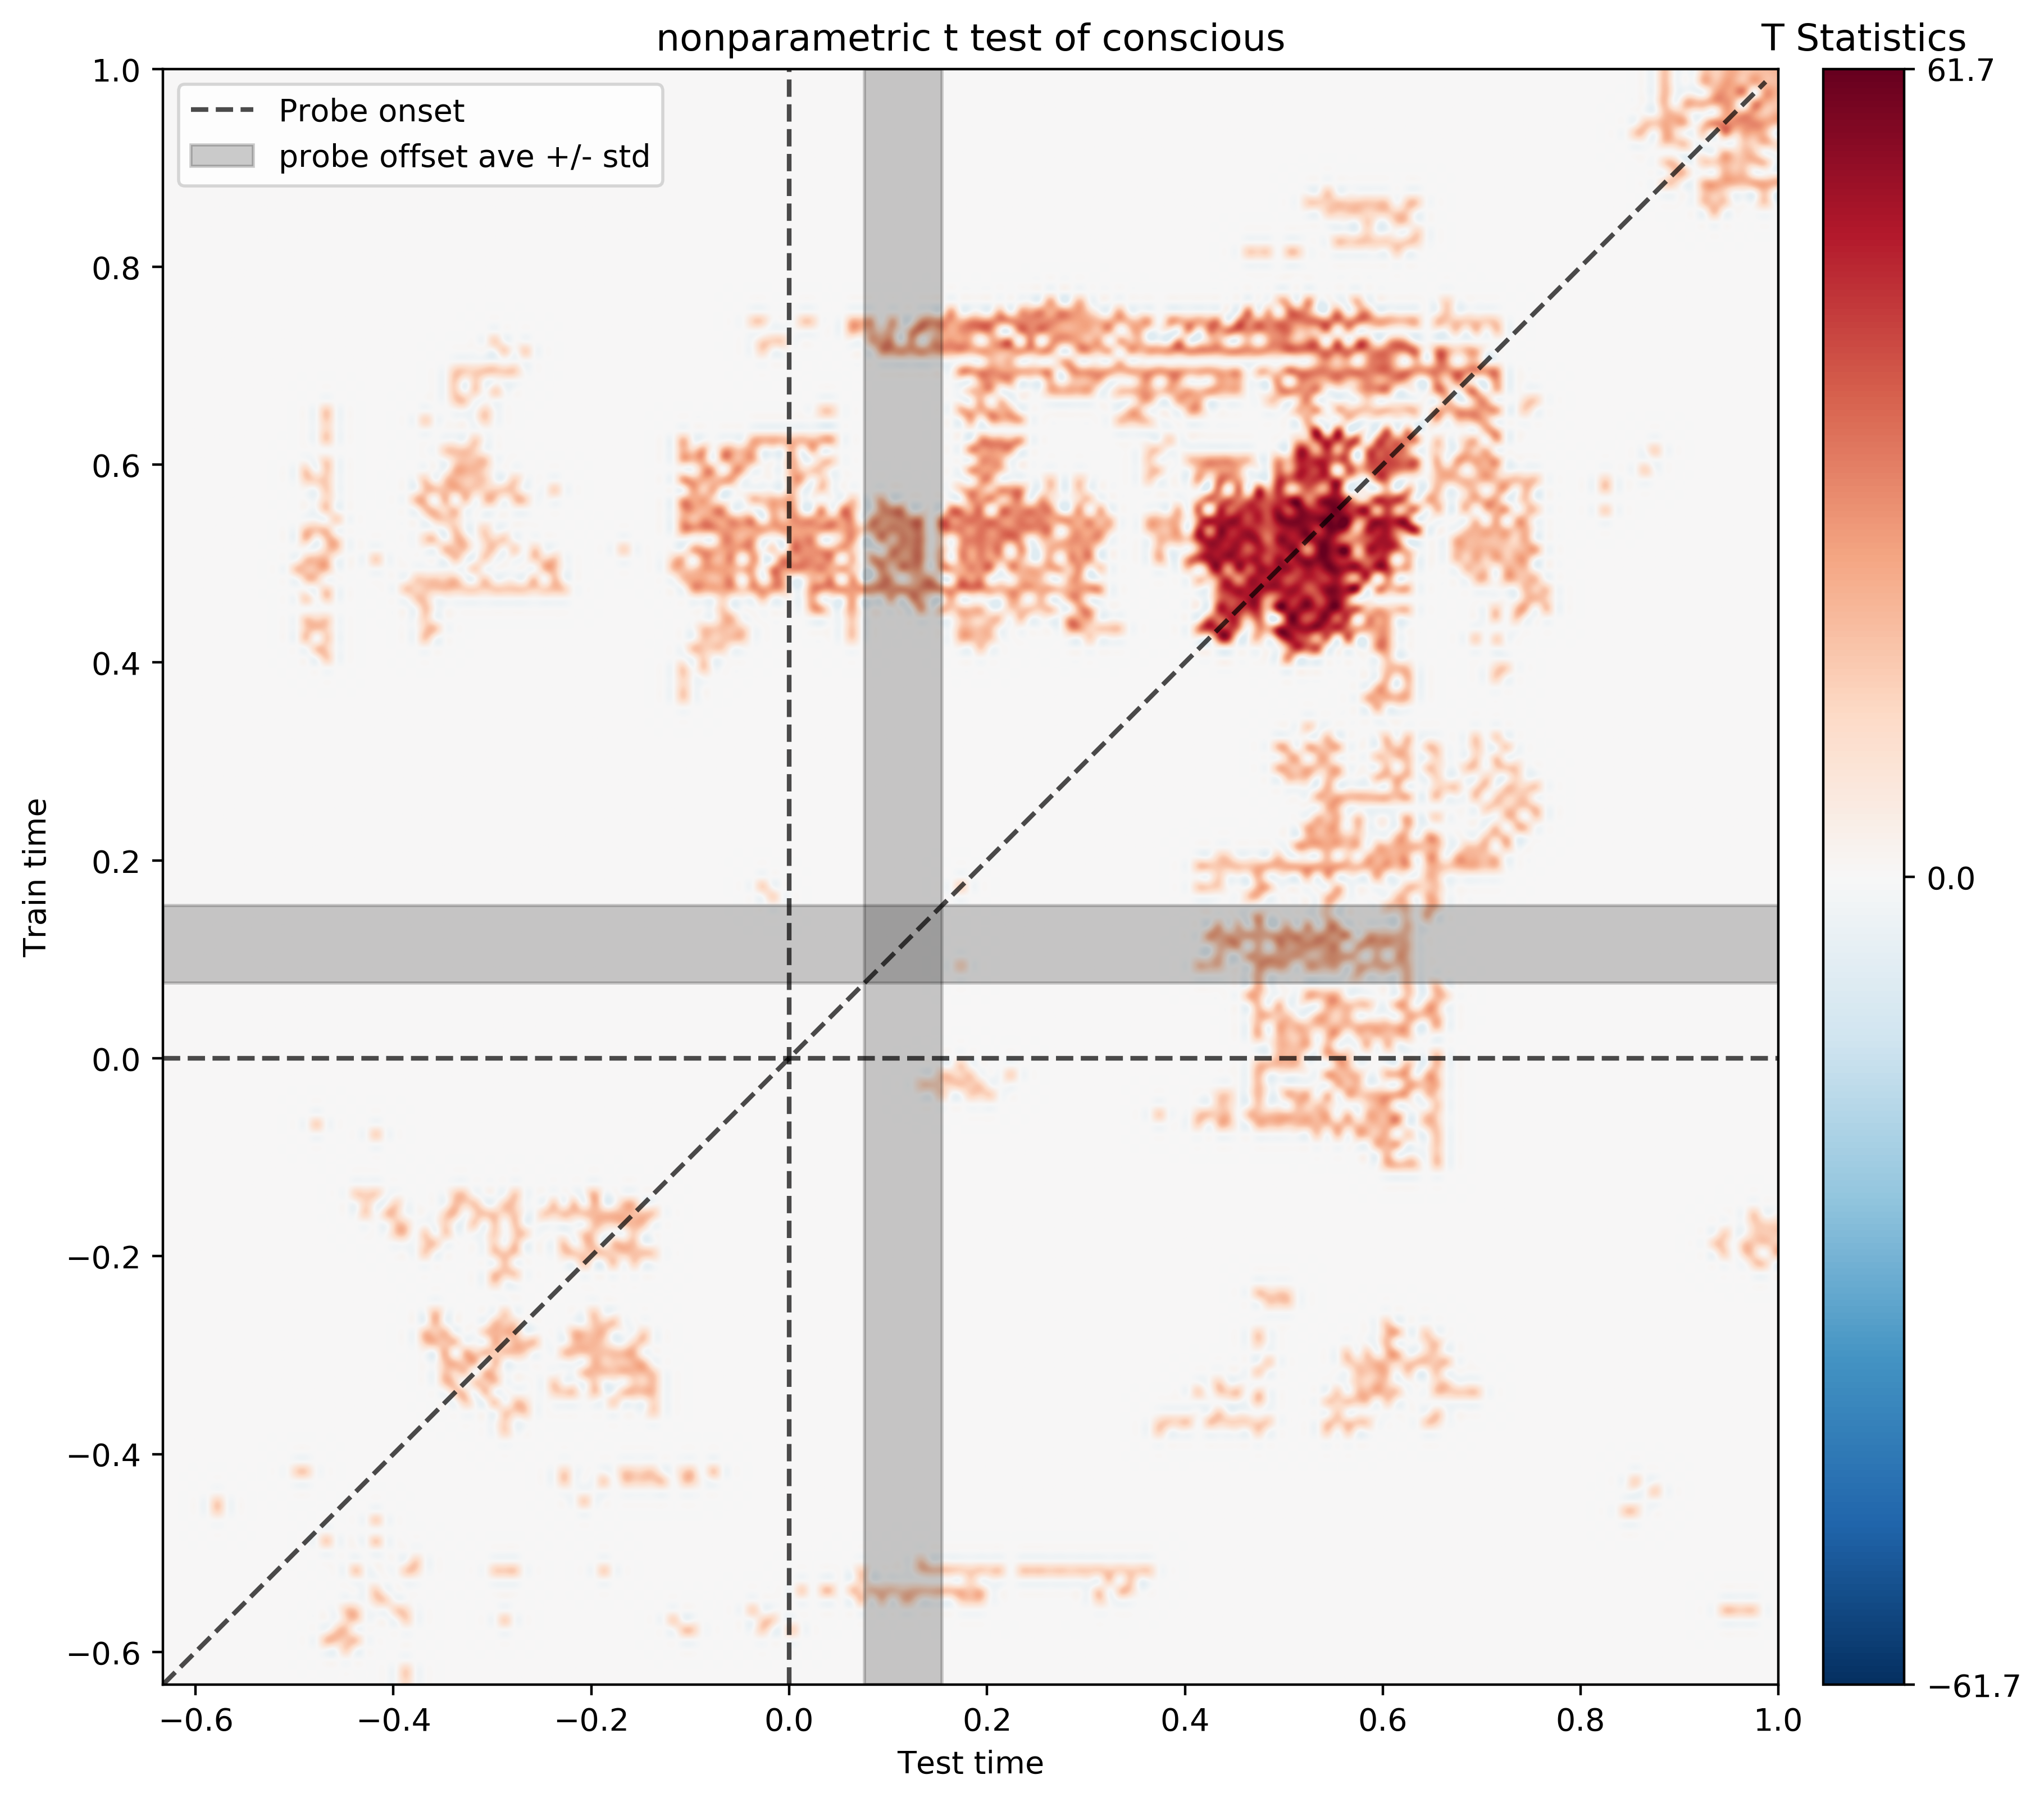 nonparametric t test of conscious
T Statistics
Probe onset
probe offset ave +/- std
1.0
0.8
0.6
0.4
0.2
0.0
−0.2
−0.4
−0.6
Train time
−0.6 −0.4 −0.2 0.0 0.2 0.4 0.6 0.8 1.0
Test time
61.7
0.0
−61.7